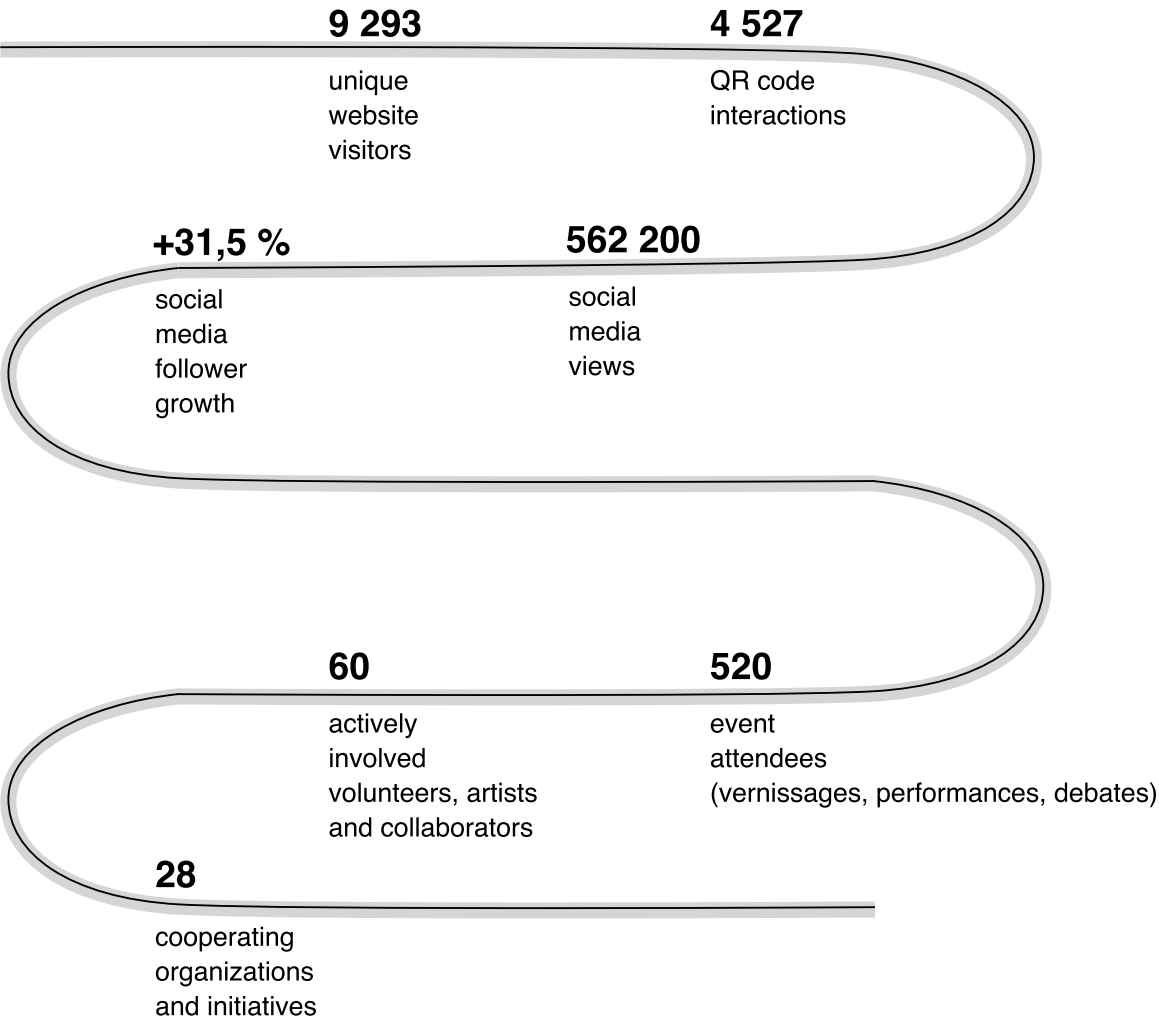 9 293
unique
website
visitors
4 527
QR code
interactions
+31,5 %
social
media
follower
growth
562 200
social
media
views
60
actively
involved
volunteers, artists
and collaborators
520
event
attendees
(vernissages, performances, debates)
28
cooperating
organizations
and initiatives